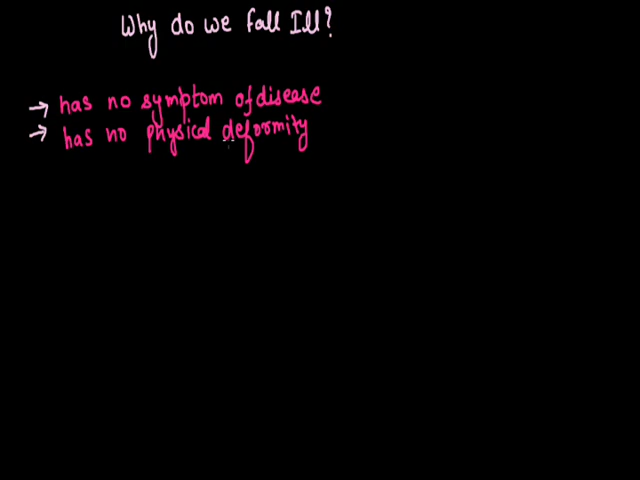 Why do we fall Ill?
→ has no symptom of disease
→ has no physical deformity